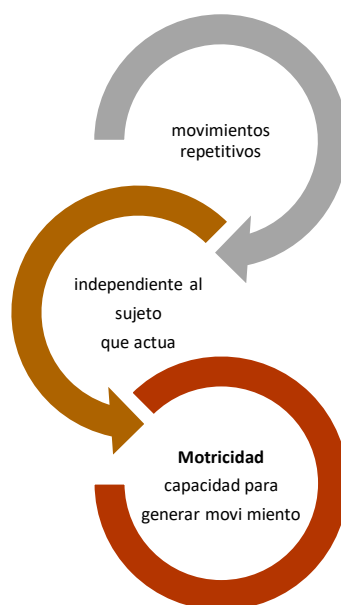 movimientos
repetitivos
independiente al
sujeto
que actua
Motricidad
capacidad para
generar movi miento